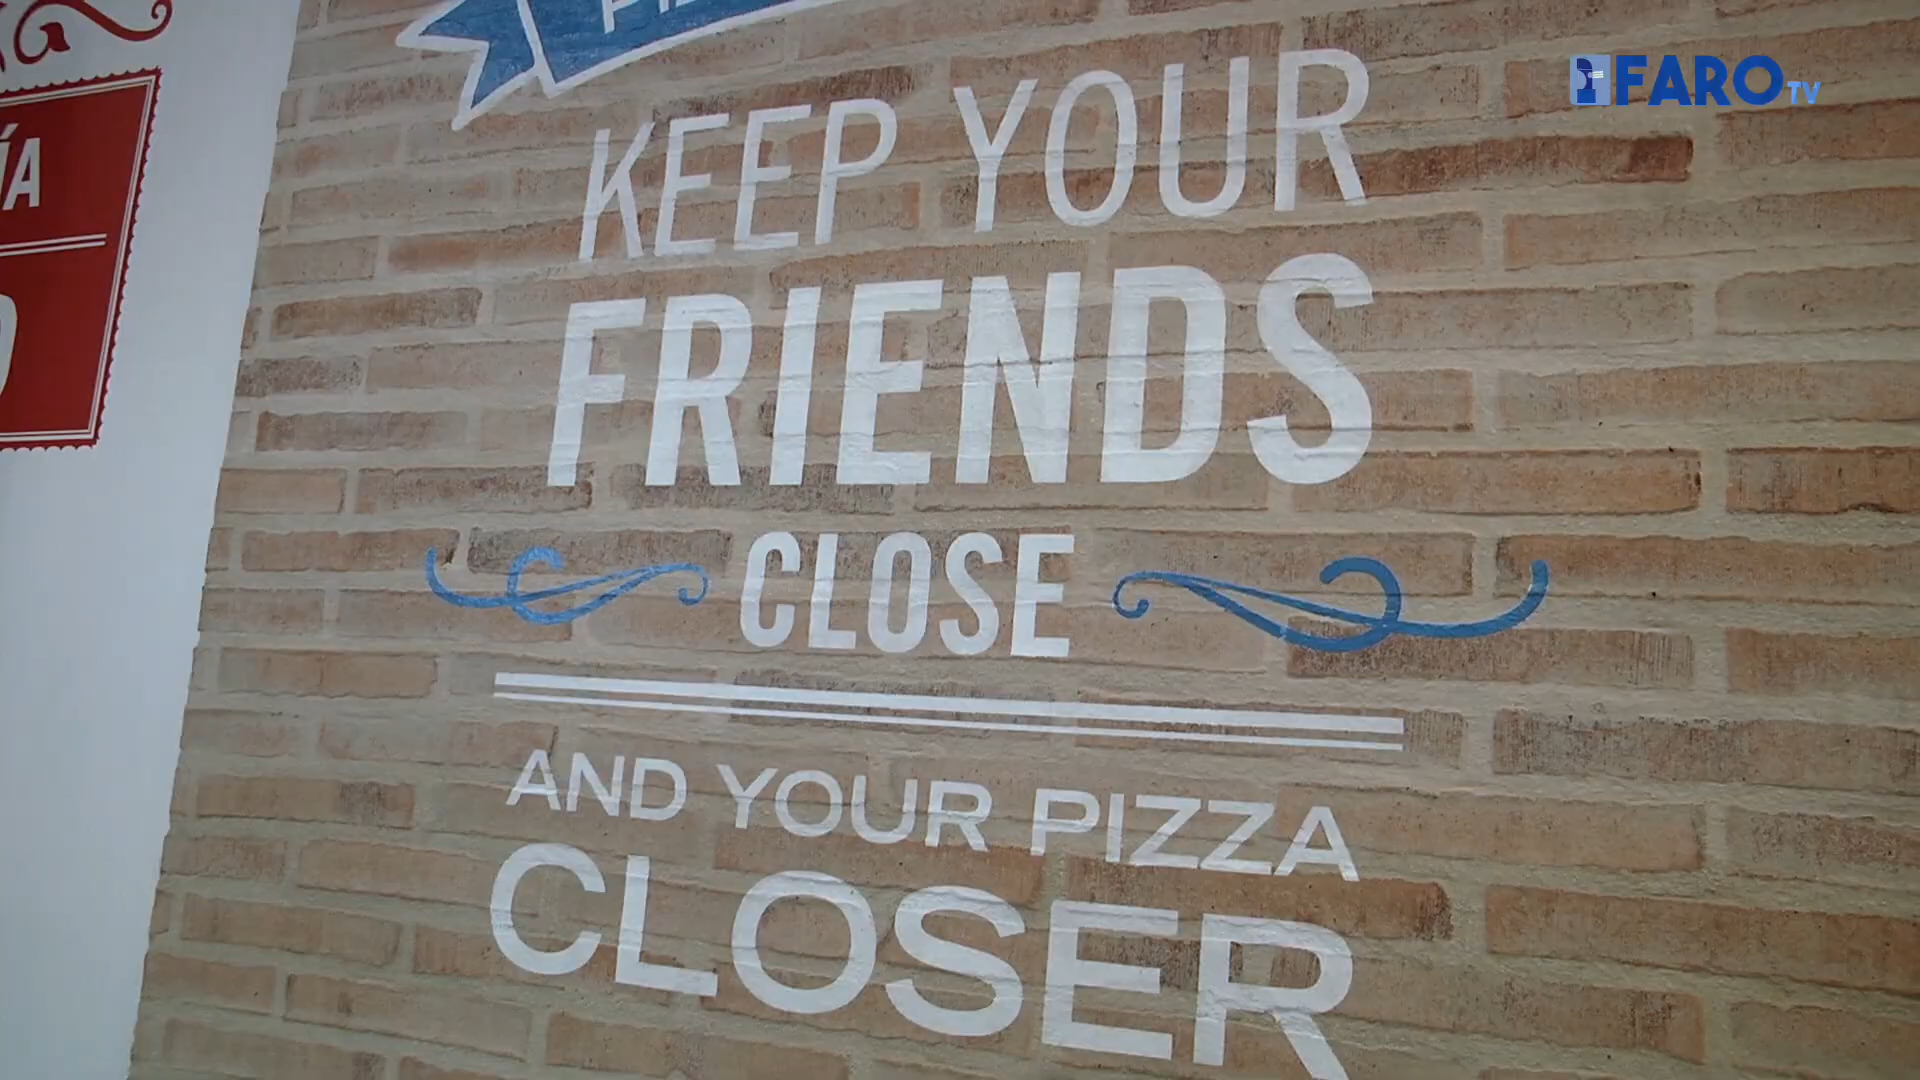 FARO TV
KEEP YOUR
FRIENDS
CLOSE
AND YOUR PIZZA
CLOSER